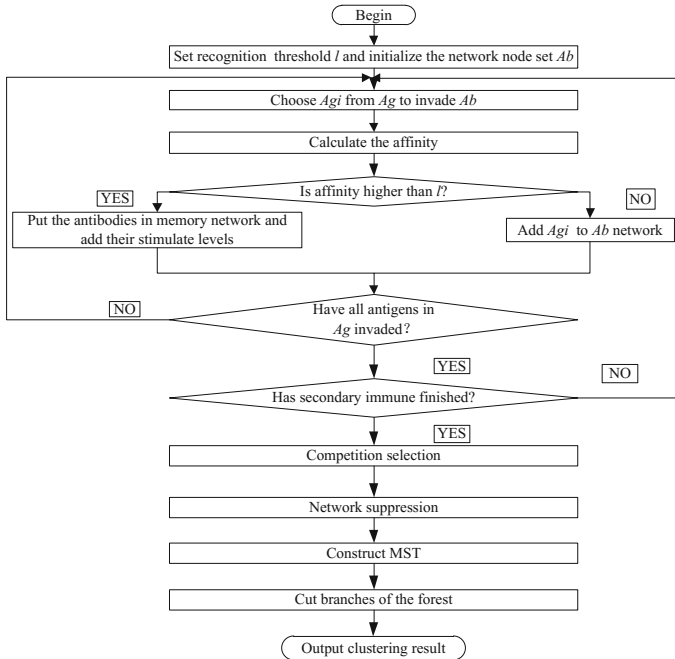 Begin
Set recognition threshold l and initialize the network node set Ab
Choose Agi from Ag to invade Ab
Calculate the affinity
Is affinity higher than l?
YES
NO
Put the antibodies in memory network and
add their stimulate levels
Add Agi to Ab network
Have all antigens in
Ag invaded?
NO
YES
NO
Has secondary immune finished?
YES
Competition selection
Network suppression
Construct MST
Cut branches of the forest
Output clustering result